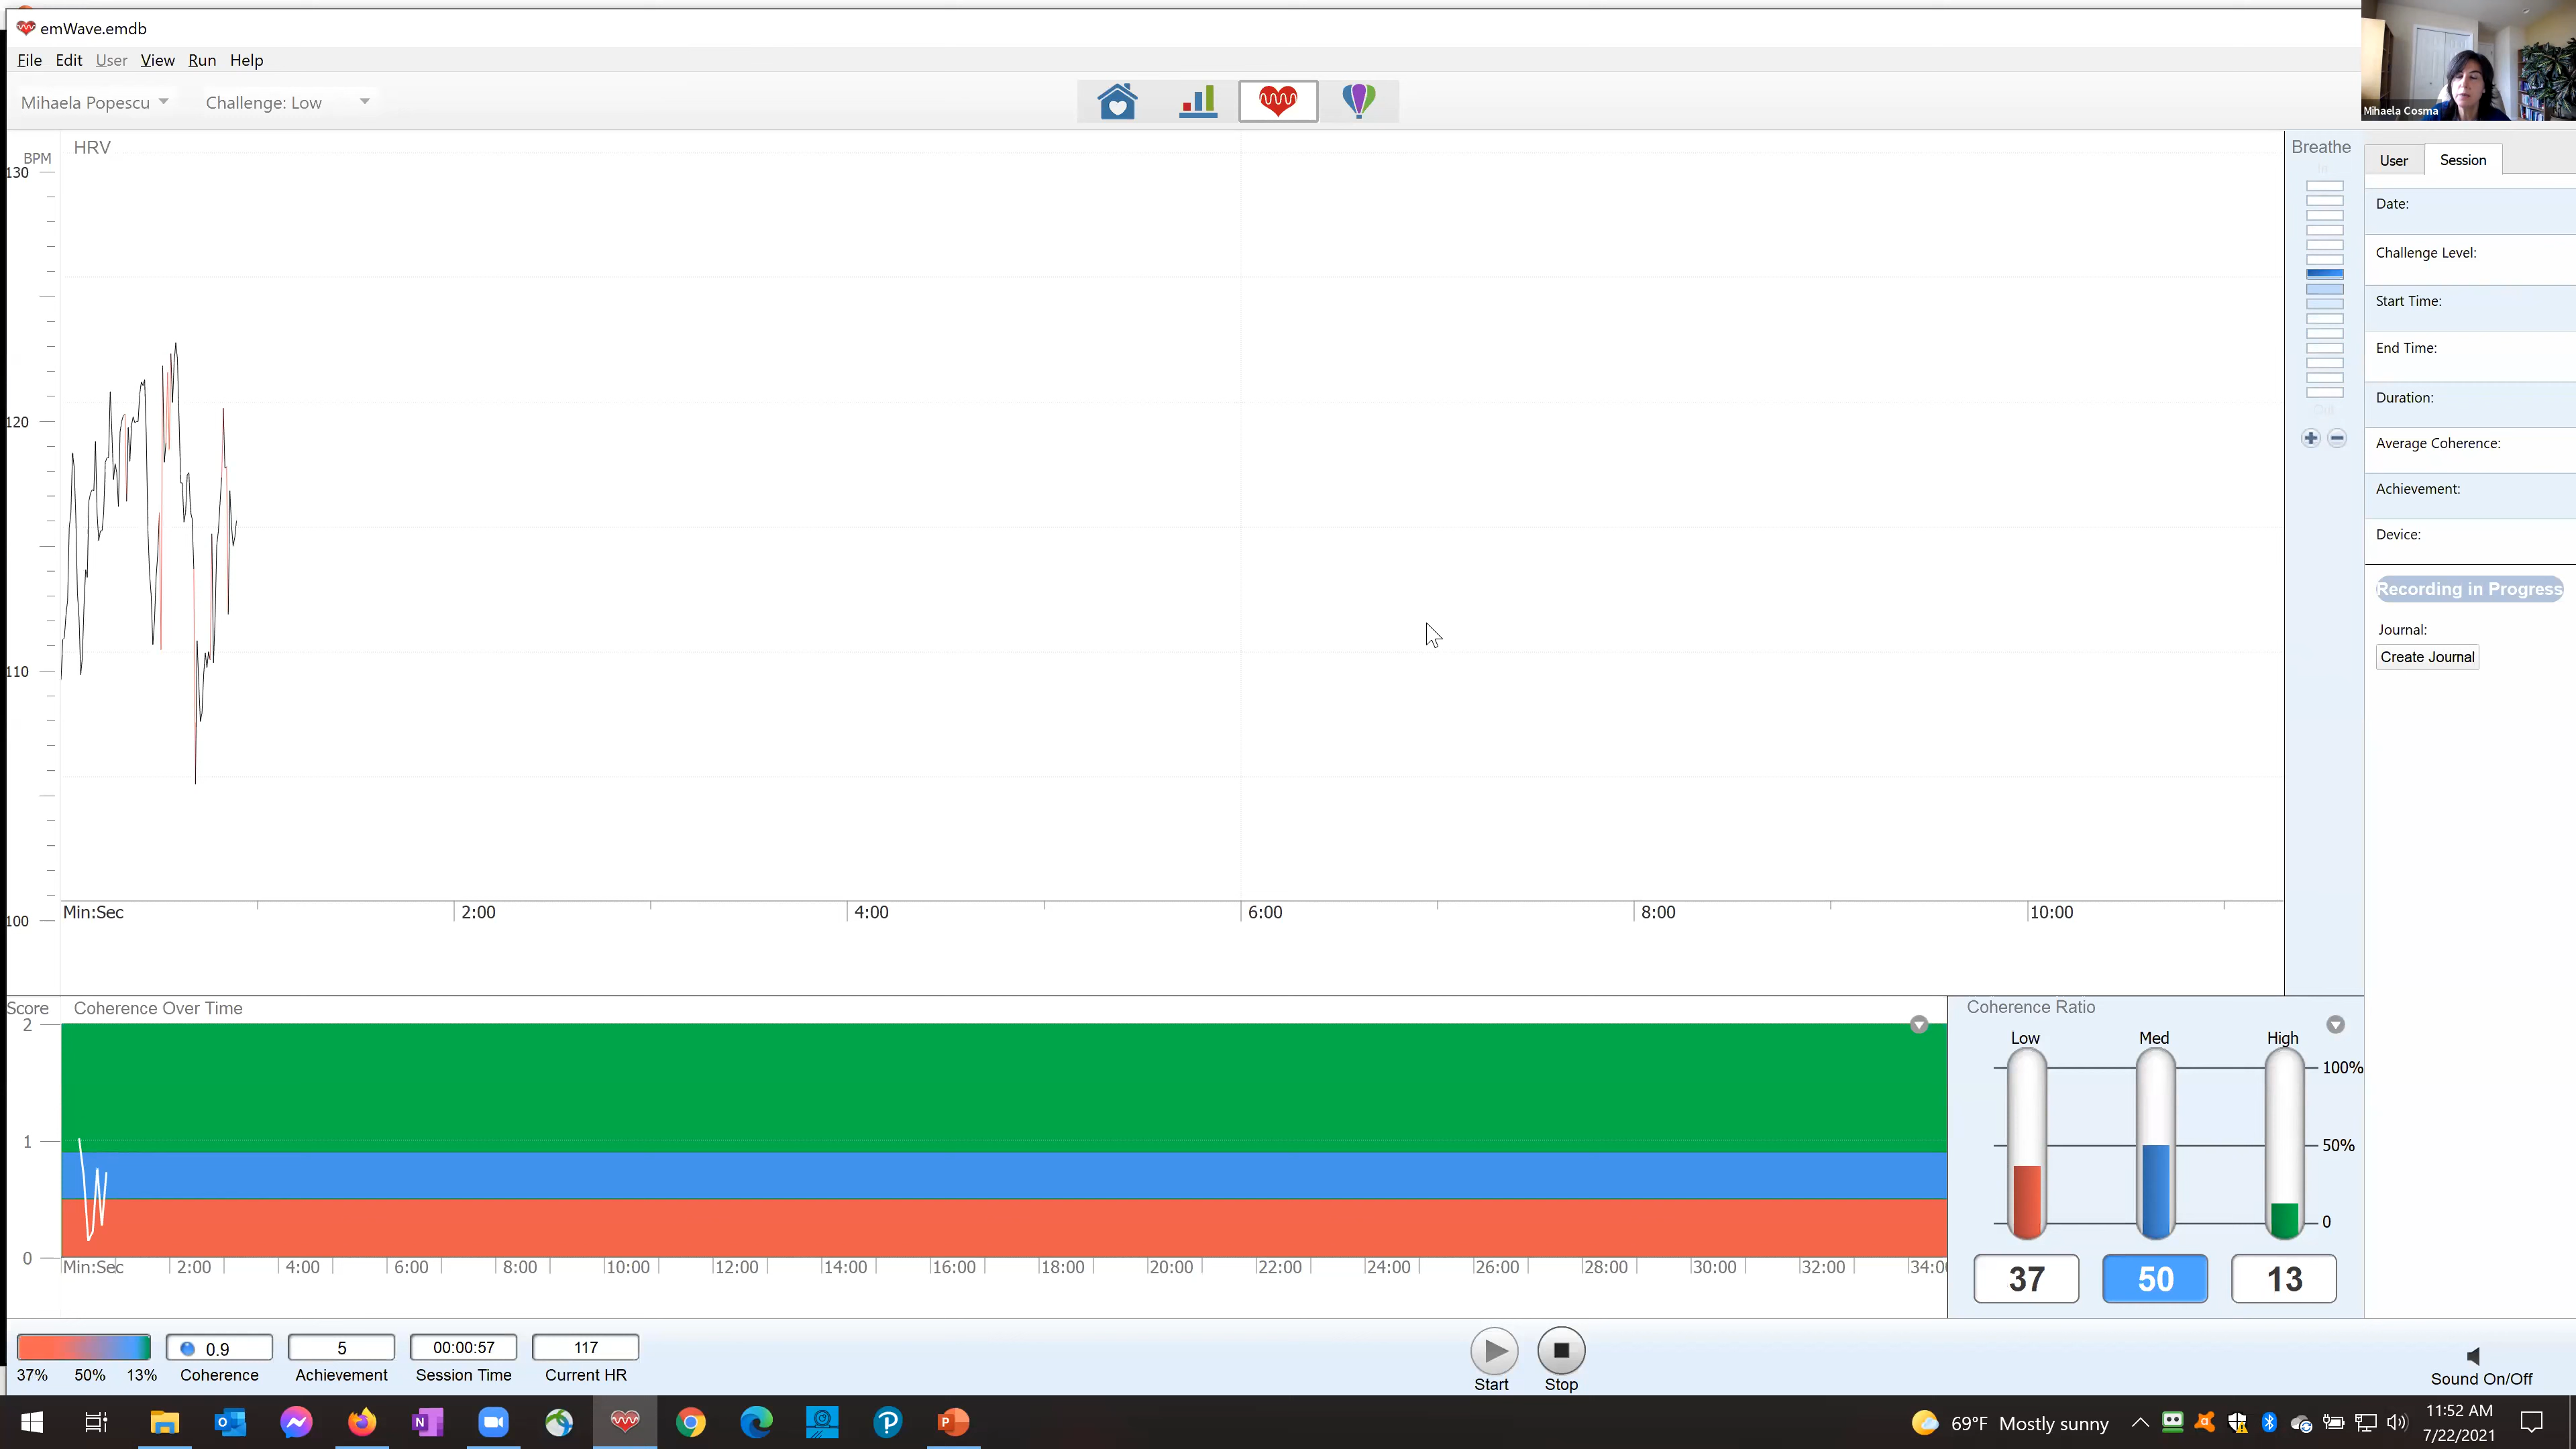 emWave.emdb
File Edit User View Run Help
Mihaela Popescu Challenge: Low
Mihaela Cosma
BPM HRV
130
120
110
100
Min:Sec 2:00 4:00 6:00 8:00 10:00
Breathe
In
Out
User Session
Date:
Challenge Level:
Start Time:
End Time:
Duration:
Average Coherence:
Achievement:
Device:
Recording in Progress
Journal:
Create Journal
Score Coherence Over Time
2
1
0
Min:Sec 2:00 4:00 6:00 8:00 10:00 12:00 14:00 16:00 18:00 20:00 22:00 24:00 26:00 28:00 30:00 32:00 34:0
Coherence Ratio
Low Med High
100%
50%
0
37 50 13
0.9 5 00:00:57 117
37% 50% 13% Coherence Achievement Session Time Current HR
Start Stop
Sound On/Off
69°F Mostly sunny
11:52 AM
7/22/2021